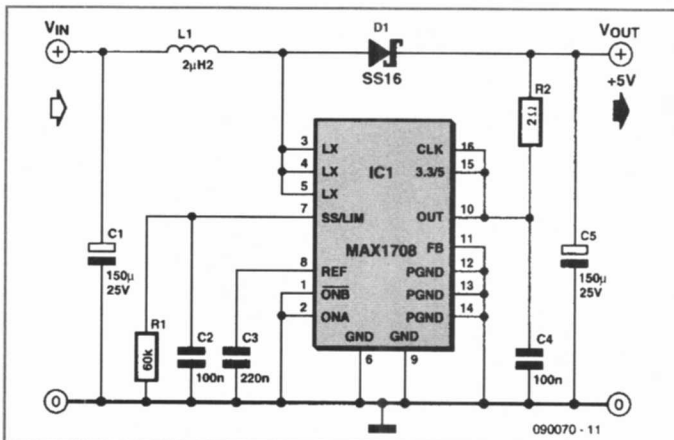 VIN
L1
2µH2
D1
SS16
VOUT
+5V
R2
2Ω
3 LX
4 LX
5 LX
7 SS/LIM
8 REF
1 ONB
2 ONA
IC1
MAX1708
CLK 16
3.3/5 15
OUT 10
FB 11
PGND 12
PGND 13
PGND 14
GND GND
6 9
C1
150µ
25V
R1
60k
C2
100n
C3
220n
C4
100n
C5
150µ
25V
0
0
090070 - 11